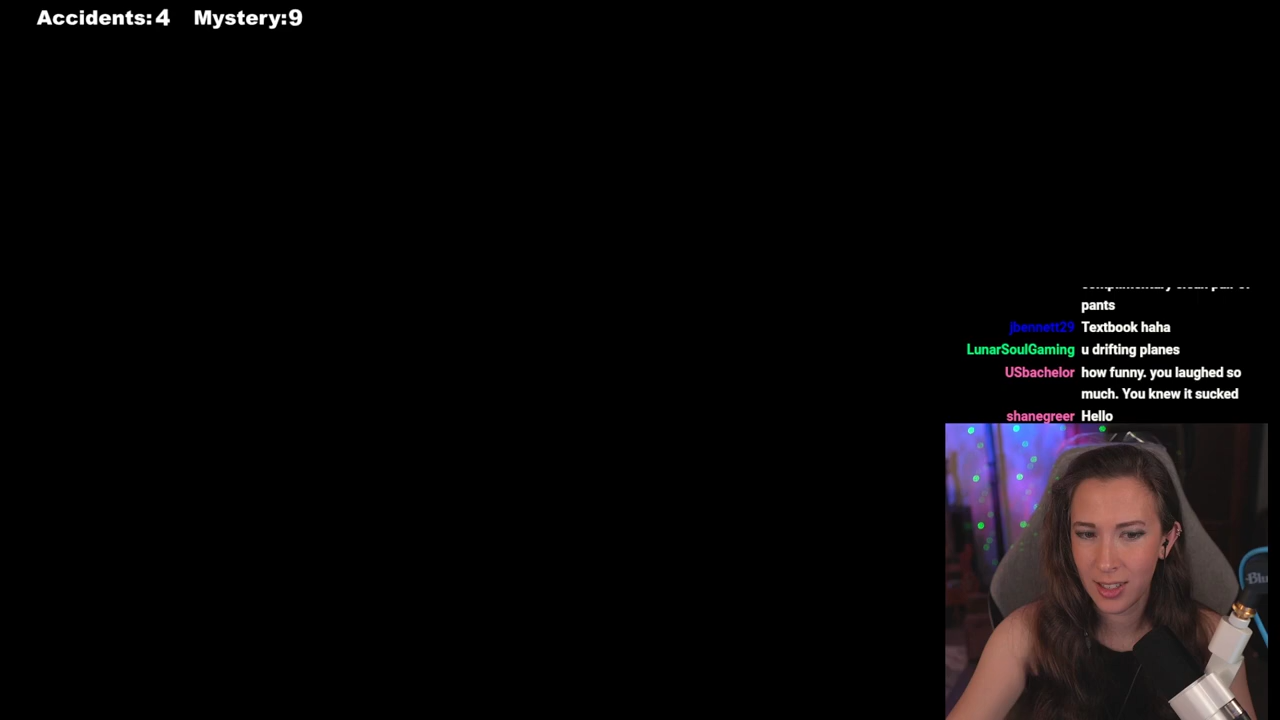 Accidents: 4 Mystery:9
pants
jbennett29 Textbook haha
LunarSoulGaming u drifting planes
USbachelor how funny. you laughed so
much. You knew it sucked
shanegreer Hello
Blu